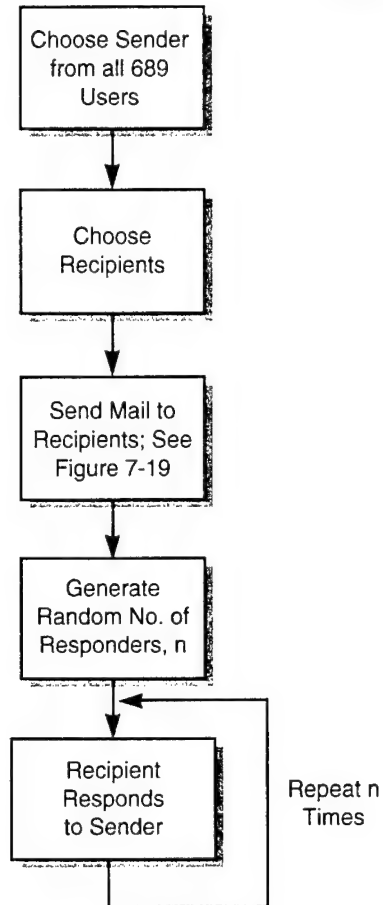 Choose Sender
from all 689
Users
Choose
Recipients
Send Mail to
Recipients; See
Figure 7-19
Generate
Random No. of
Responders, n
Recipient
Responds
to Sender
Repeat n
Times